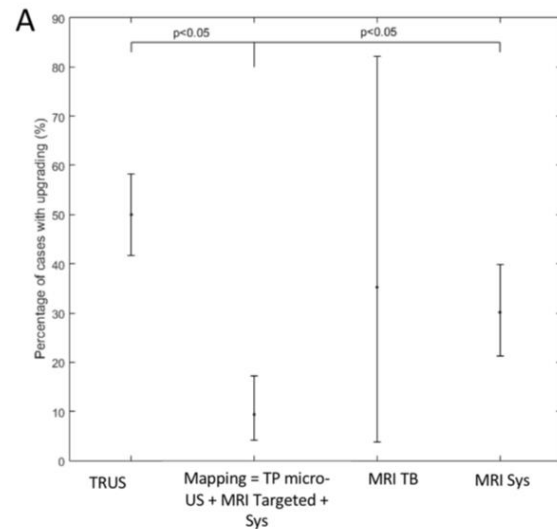 A
90
p<0.05
p<0.05
80
70
60
50
40
30
20
10
0
Percentage of cases with upgrading (%)
TRUS
Mapping = TP micro-
US + MRI Targeted +
Sys
MRI TB
MRI Sys